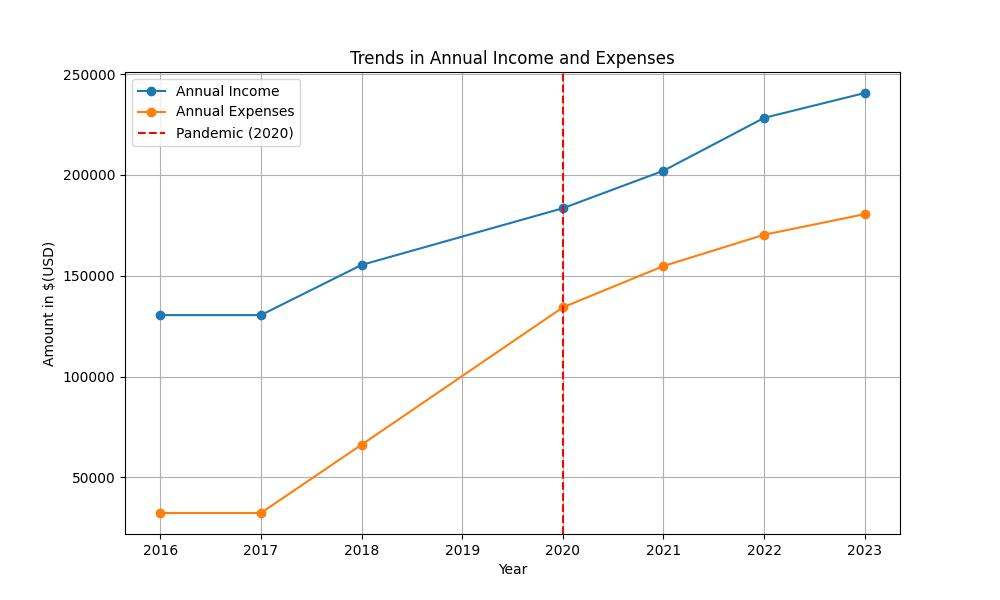 Trends in Annual Income and Expenses
250000
200000
150000
100000
50000
Amount in $(USD)
Annual Income
Annual Expenses
Pandemic (2020)
2016 2017 2018 2019 2020 2021 2022 2023
Year